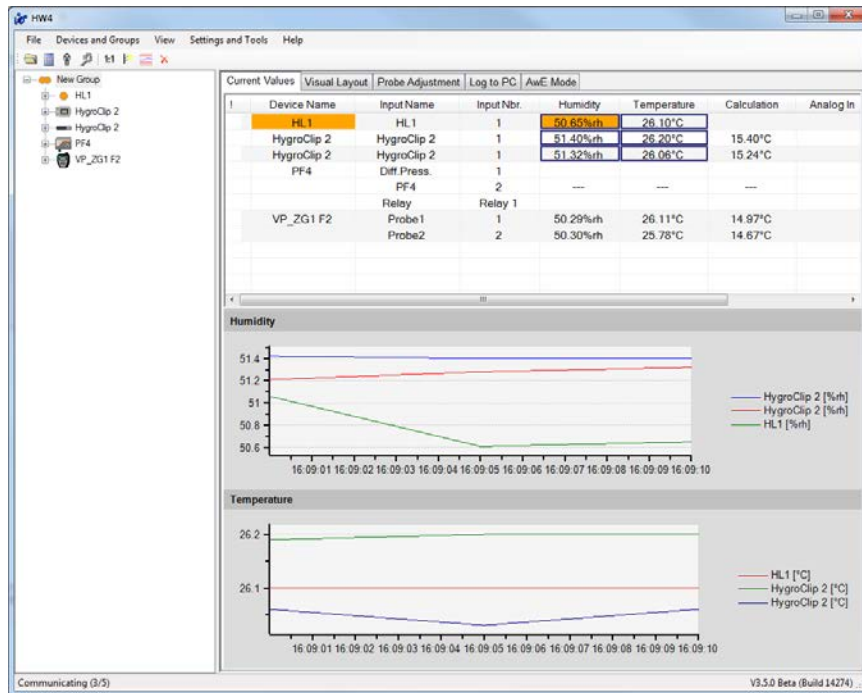 HW4
File Devices and Groups View Settings and Tools Help
1:1
New Group
HL1
HygroClip 2
HygroClip 2
PF4
VP_ZG1 F2
Current Values Visual Layout Probe Adjustment Log to PC AwE Mode
! Device Name Input Name Input Nbr. Humidity Temperature Calculation Analog In
HL1 HL1 1 50.65%rh 26.10°C
HygroClip 2 HygroClip 2 1 51.40%rh 26.20°C 15.40°C
HygroClip 2 HygroClip 2 1 51.32%rh 26.06°C 15.24°C
PF4 Diff.Press. 1
PF4 2 --- --- ---
Relay Relay 1
VP_ZG1 F2 Probe1 1 50.29%rh 26.11°C 14.97°C
Probe2 2 50.30%rh 25.78°C 14.67°C
Humidity
51.4
51.2
51
50.8
50.6
16:09:01 16:09:02 16:09:03 16:09:04 16:09:05 16:09:06 16:09:07 16:09:08 16:09:09 16:09:10
HygroClip 2 [%rh]
HygroClip 2 [%rh]
HL1 [%rh]
Temperature
26.2
26.1
16:09:01 16:09:02 16:09:03 16:09:04 16:09:05 16:09:06 16:09:07 16:09:08 16:09:09 16:09:10
HL1 [°C]
HygroClip 2 [°C]
HygroClip 2 [°C]
Communicating (3/5) V3.5.0 Beta (Build 14274)